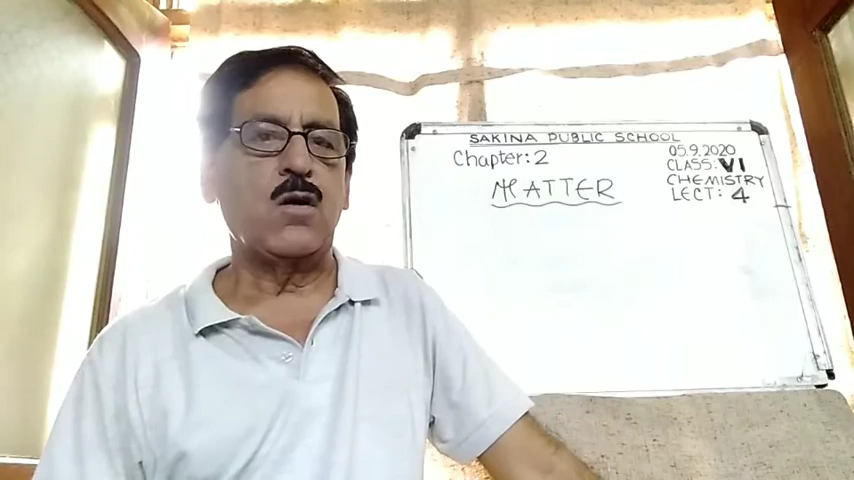 SAKINA PUBLIC SCHOOL
Chapter: 2
05.9.2020
CLASS: VI
MATTER
CHEMISTRY
LECT: 4